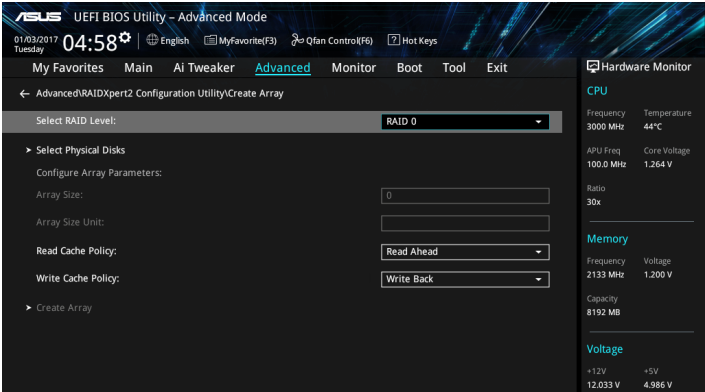 ASUS UEFI BIOS Utility – Advanced Mode
01/03/2017 Tuesday 04:58 English MyFavorite(F3) Qfan Control(F6) ? Hot Keys
My Favorites Main Ai Tweaker Advanced Monitor Boot Tool Exit
← Advanced\RAIDXpert2 Configuration Utility\Create Array
Select RAID Level: RAID 0
> Select Physical Disks
Configure Array Parameters:
Array Size: 0
Array Size Unit:
Read Cache Policy: Read Ahead
Write Cache Policy: Write Back
> Create Array
Hardware Monitor
CPU
Frequency Temperature
3000 MHz 44°C
APU Freq Core Voltage
100.0 MHz 1.264 V
Ratio
30x
Memory
Frequency Voltage
2133 MHz 1.200 V
Capacity
8192 MB
Voltage
+12V +5V
12.033 V 4.986 V